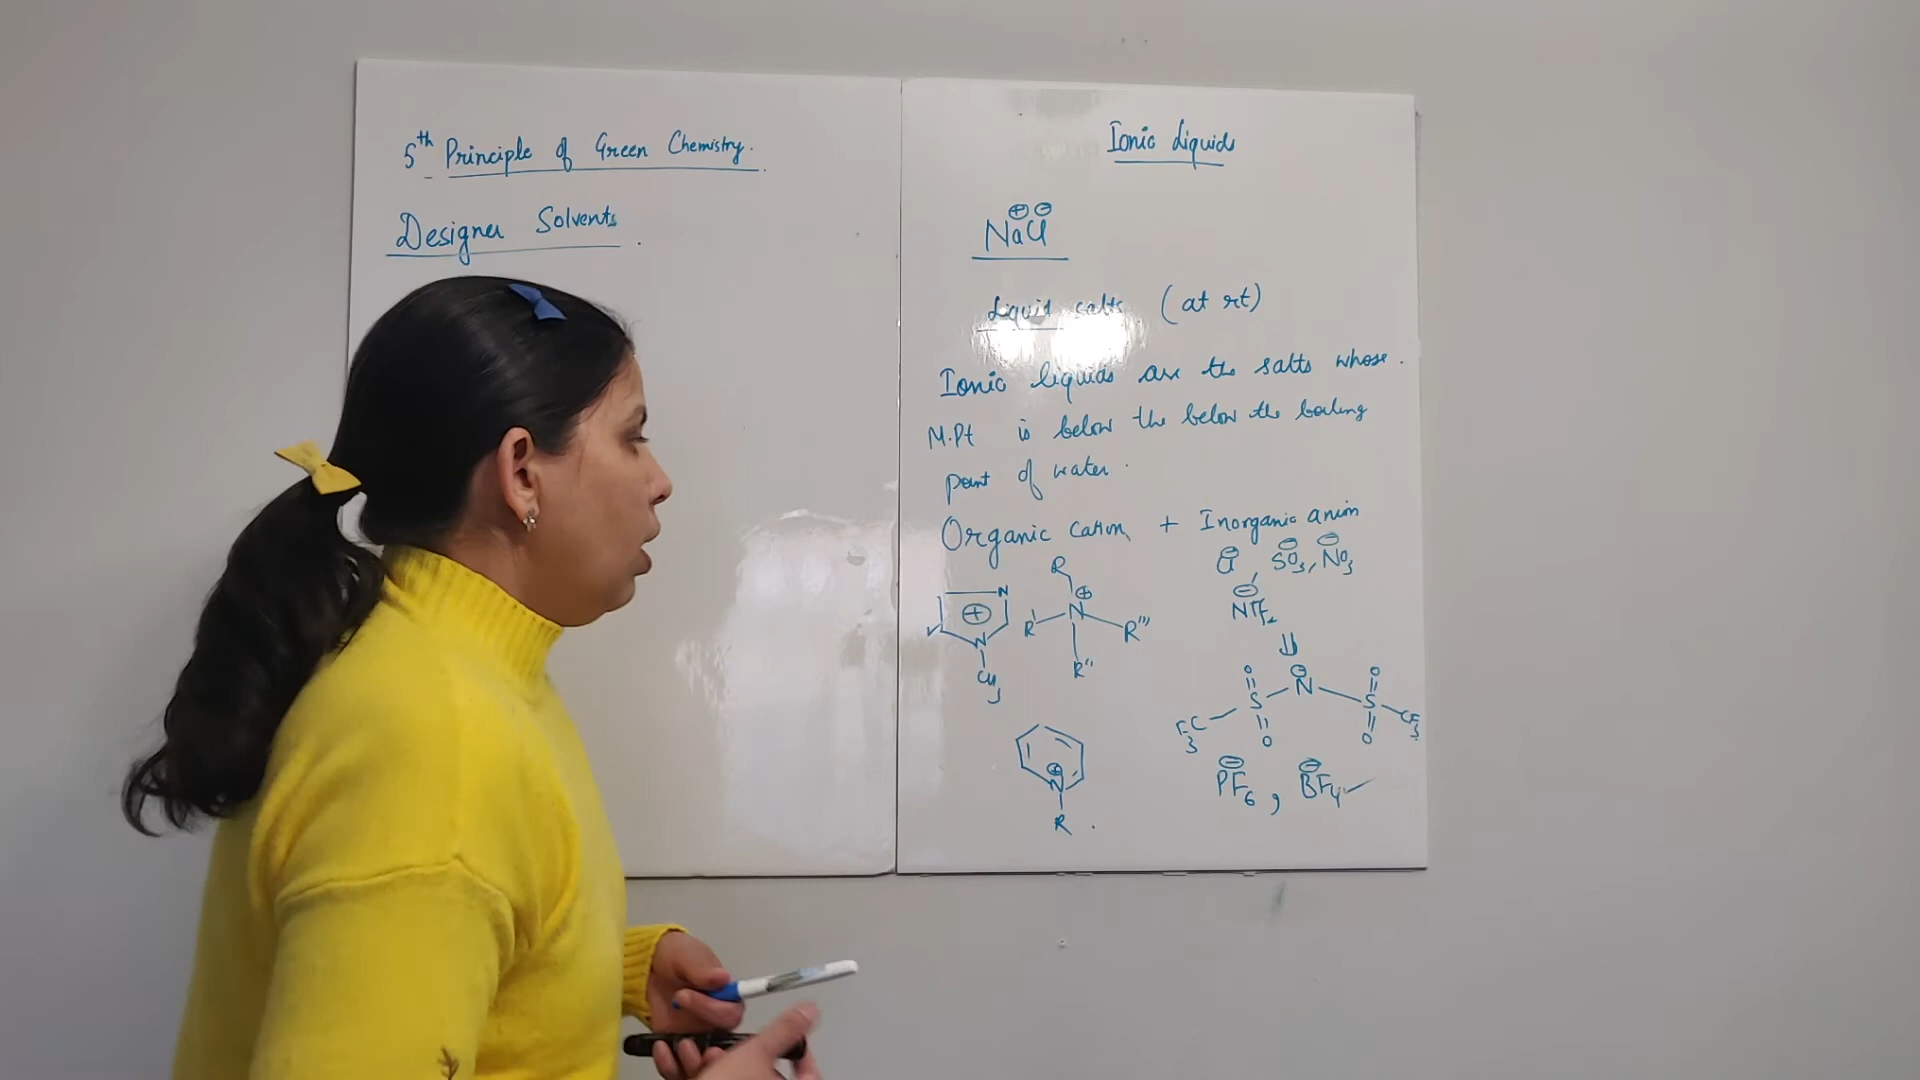 5th Principle of Green Chemistry.
Designer Solvents.
Ionic Liquids
⊕ ⊖
NaCl
Liquid salts (at rt)
Ionic liquids are the salts whose
M.Pt is below the below the boiling
point of water.
Organic cation + Inorganic anion
⊖ ⊖ ⊖
Cl, SO3, NO3
⊖
NTf2
⇓
N
⊕
N
CH3
R
⊕
N
R'
R'''
R''
O ⊖ O
S N S
F3C CF3
O O
⊕
N
R
⊖ ⊖
PF6, BF4